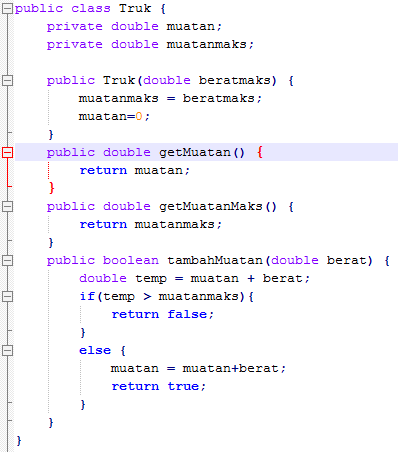 public class Truk {
    private double muatan;
    private double muatanmaks;

    public Truk(double beratmaks) {
        muatanmaks = beratmaks;
        muatan=0;
    }
    public double getMuatan() {
        return muatan;
    }
    public double getMuatanMaks() {
        return muatanmaks;
    }
    public boolean tambahMuatan(double berat) {
        double temp = muatan + berat;
        if(temp > muatanmaks){
            return false;
        }
        else {
            muatan = muatan+berat;
            return true;
        }
    }
}